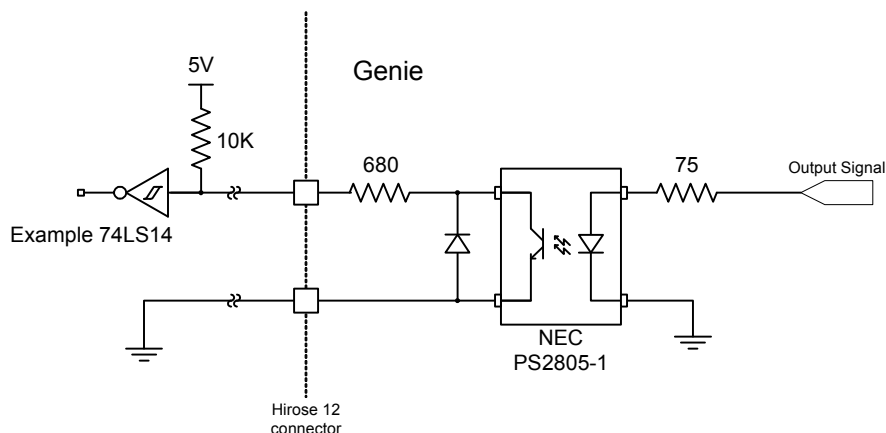 5V
Genie
10K
680
75
Output Signal
Example 74LS14
NEC
PS2805-1
Hirose 12
connector